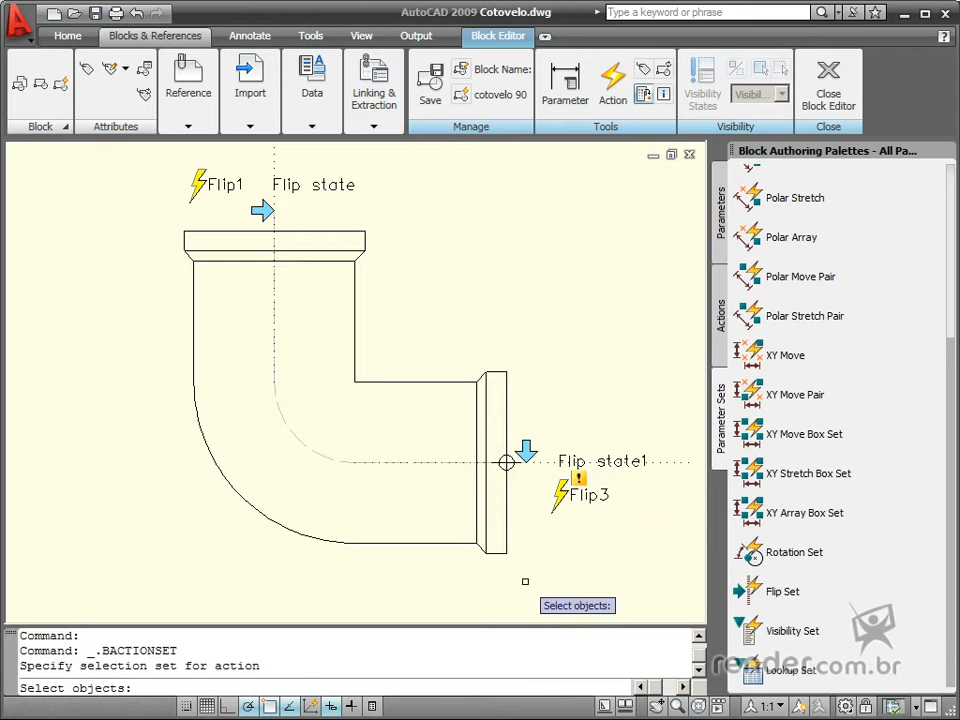 AutoCAD 2009 Cotovelo.dwg
Type a keyword or phrase
Home
Blocks & References
Annotate
Tools
View
Output
Block Editor
Reference
Import
Data
Linking & Extraction
Save
Block Name:
cotovelo 90
Parameter
Action
Visibility States
Visibil...
Close Block Editor
Block
Attributes
Manage
Tools
Visibility
Close
Flip1
Flip state
Flip state1
Flip3
Select objects:
Block Authoring Palettes - All Pa...
Parameters
Actions
Parameter Sets
Polar Stretch
Polar Array
Polar Move Pair
Polar Stretch Pair
XY Move
XY Move Pair
XY Move Box Set
XY Stretch Box Set
XY Array Box Set
Rotation Set
Flip Set
Visibility Set
Lookup Set
render.com.br
Command:
Command: _.BACTIONSET
Specify selection set for action
Select objects:
1:1